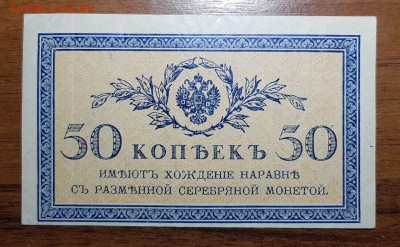 50 КОПѢЕКЪ 50
ИМѢЮТЪ ХОЖДЕНІЕ НАРАВНѢ
СЪ РАЗМѢННОЙ СЕРЕБРЯНОЙ МОНЕТОЙ.